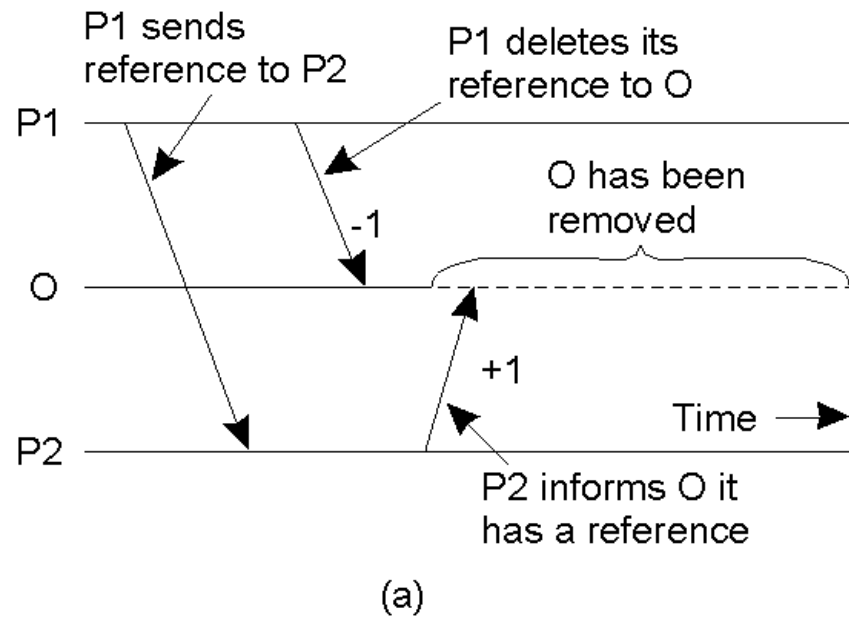 P1 sends
reference to P2
P1 deletes its
reference to O
P1
O has been
removed
-1
O
+1
Time
P2
P2 informs O it
has a reference
(a)